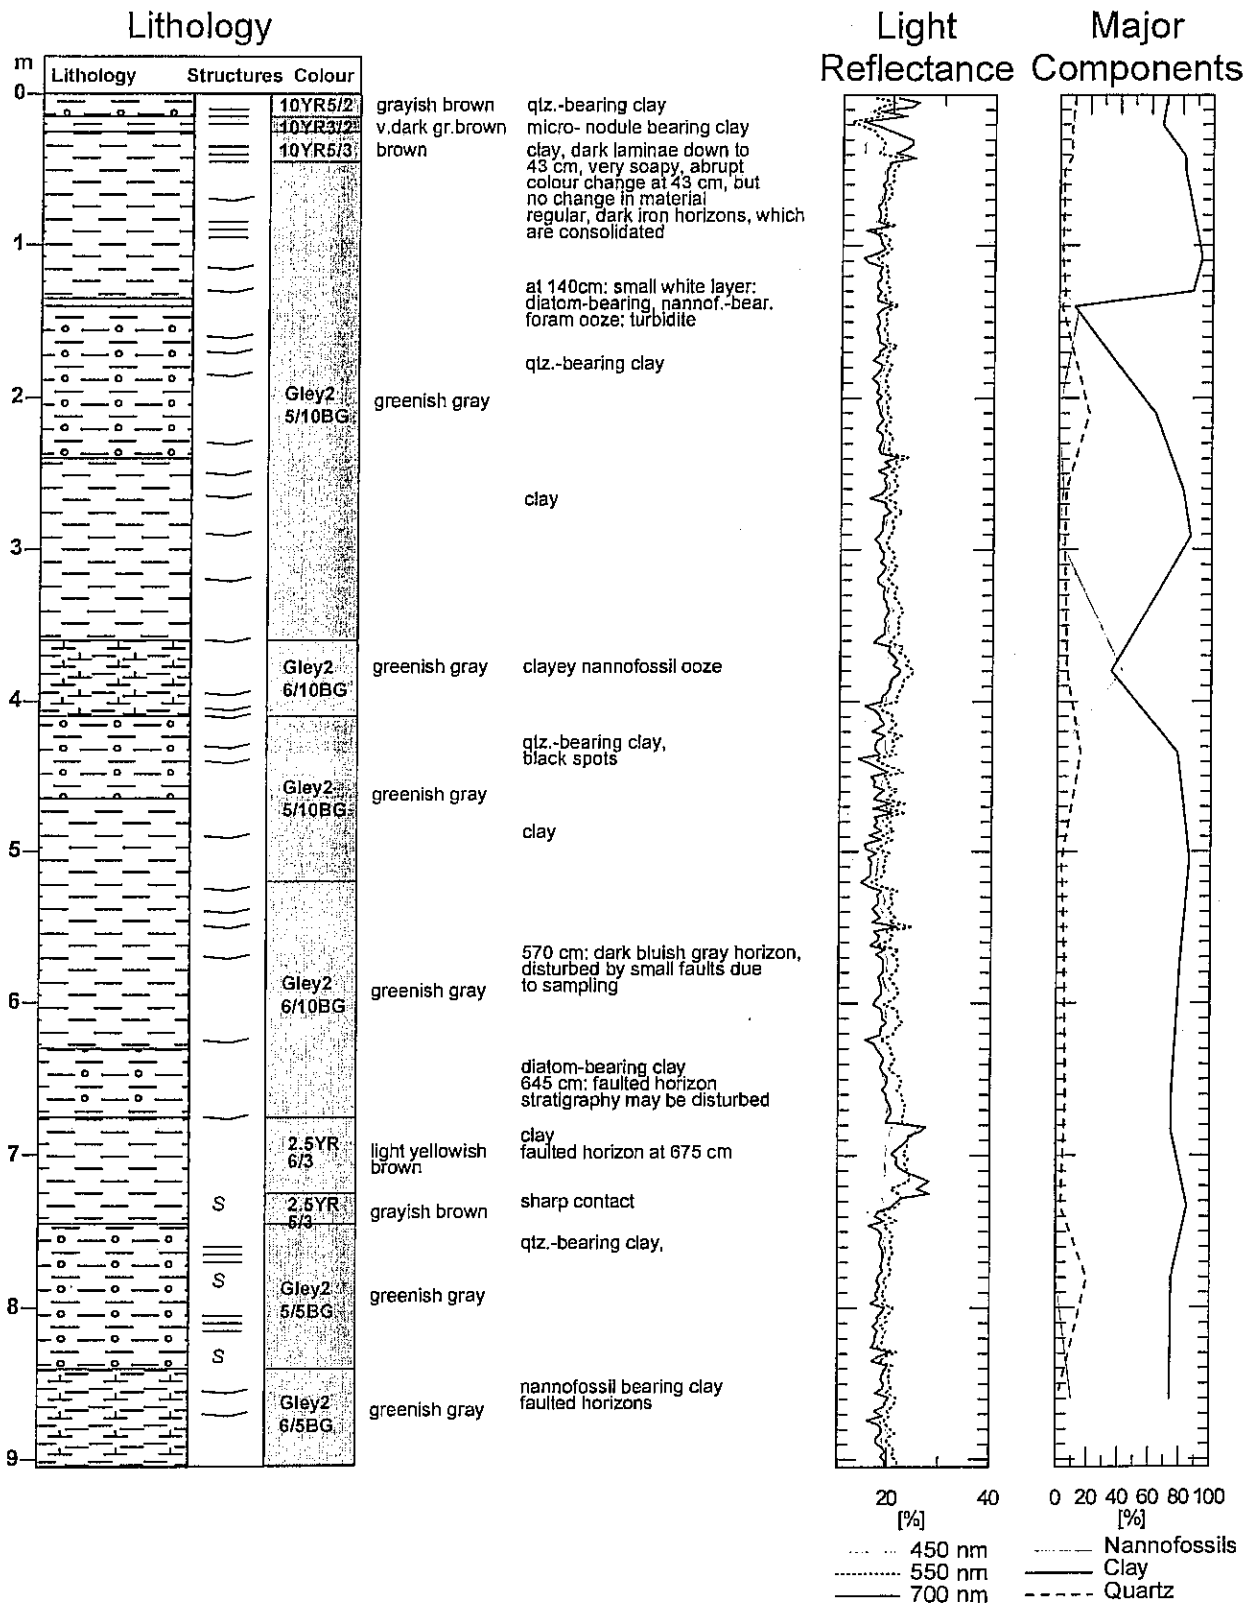 Lithology
Light Reflectance
Major Components
m
Lithology Structures Colour
0
10YR5/2 grayish brown qtz.-bearing clay
10YR3/2 v.dark gr.brown micro- nodule bearing clay
10YR5/3 brown clay, dark laminae down to
43 cm, very soapy, abrupt
colour change at 43 cm, but
no change in material
regular, dark iron horizons, which
are consolidated
1
at 140cm: small white layer:
diatom-bearing, nannof.-bear.
foram ooze: turbidite
qtz.-bearing clay
2
Gley2
5/10BG
greenish gray
clay
3
Gley2
6/10BG
greenish gray clayey nannofossil ooze
4
qtz.-bearing clay,
black spots
Gley2
5/10BG
greenish gray
clay
5
570 cm: dark bluish gray horizon,
disturbed by small faults due
to sampling
Gley2
6/10BG
greenish gray
6
diatom-bearing clay
645 cm: faulted horizon
stratigraphy may be disturbed
clay
faulted horizon at 675 cm
2.5YR
6/3
light yellowish
brown
7
S
2.5YR
5/3
grayish brown
sharp contact
qtz.-bearing clay,
S
Gley2
5/5BG
greenish gray
8
S
nannofossil bearing clay
faulted horizons
Gley2
6/5BG
greenish gray
9
20 40
[%]
0 20 40 60 80 100
[%]
450 nm
550 nm
700 nm
Nannofossils
Clay
Quartz